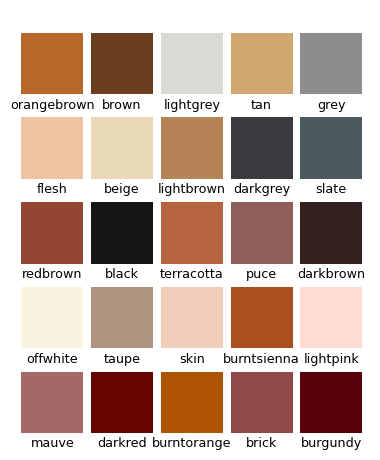 orangebrown brown lightgrey tan grey
flesh beige lightbrown darkgrey slate
redbrown black terracotta puce darkbrown
offwhite taupe skin burntsienna lightpink
mauve darkred burntorange brick burgundy